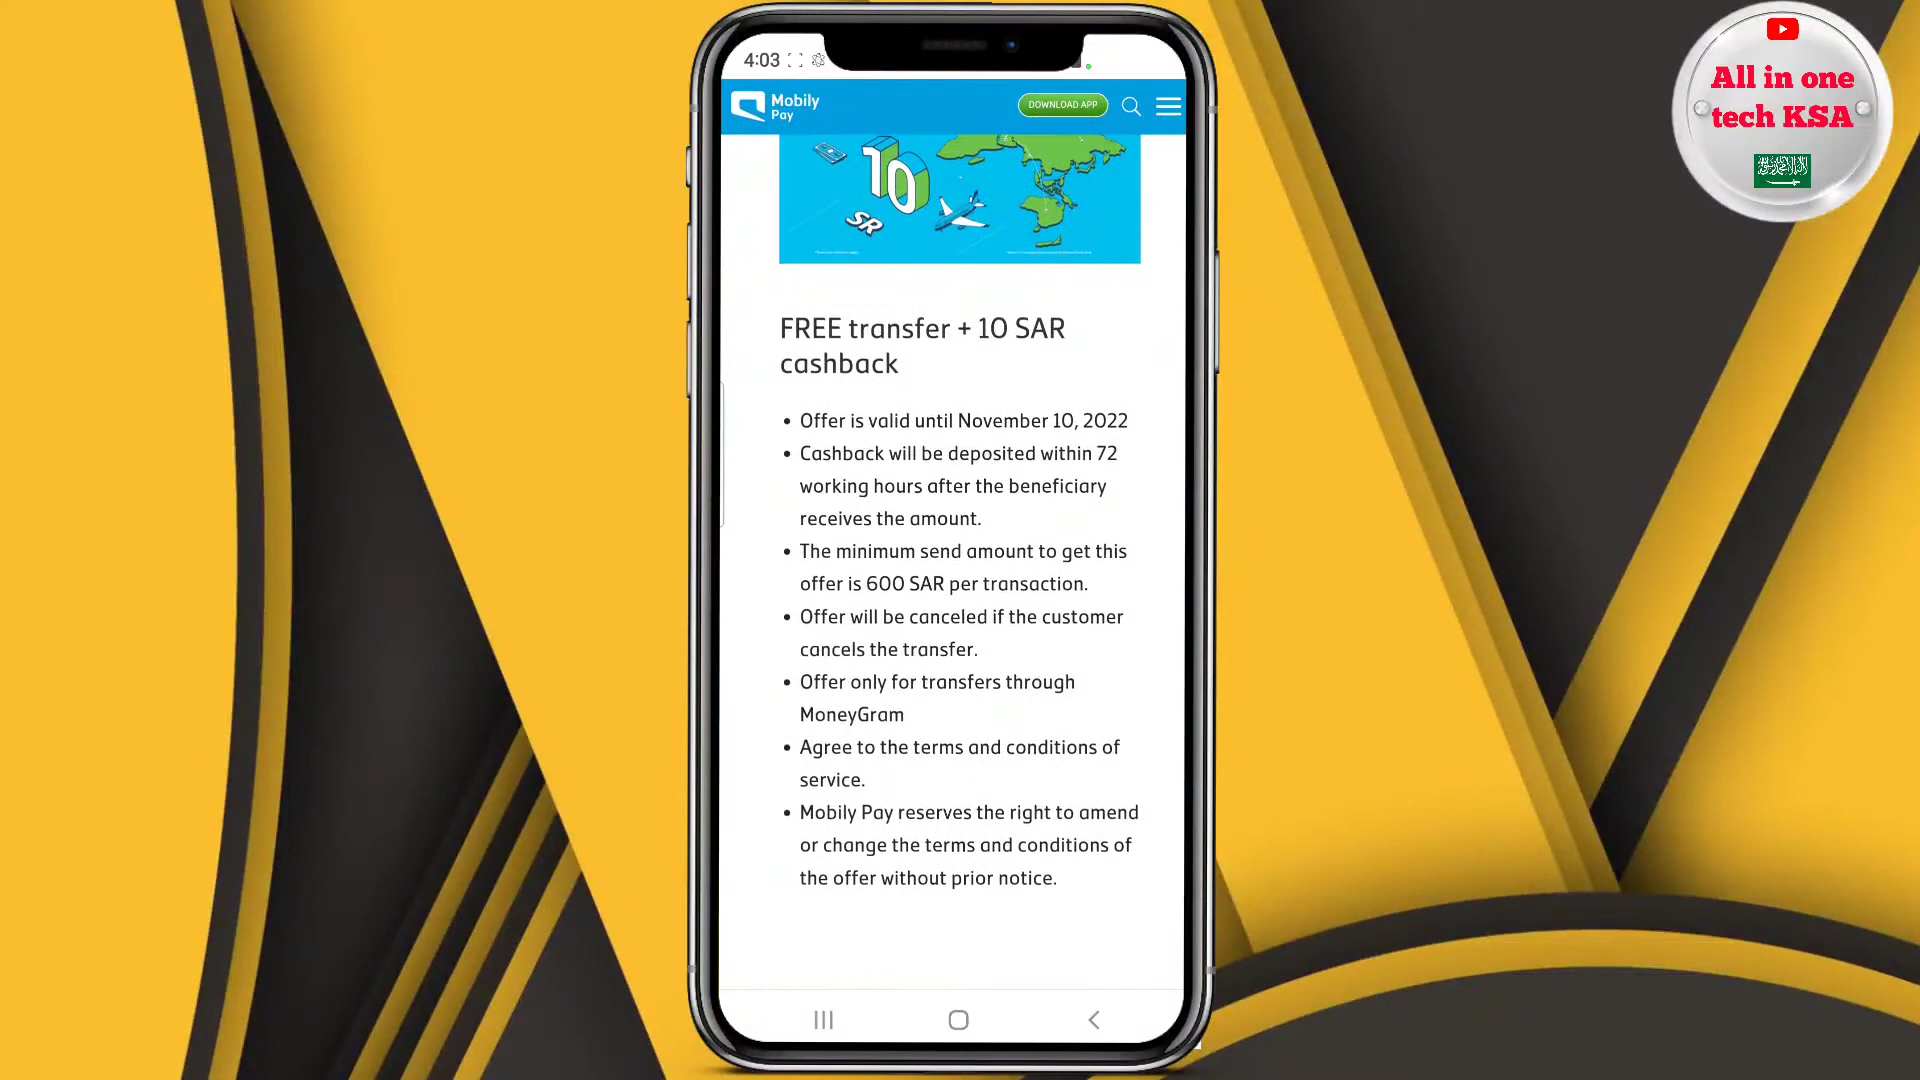 4:03
Mobily
Pay
DOWNLOAD APP
All in one
tech KSA
10
SR
FREE transfer + 10 SAR
cashback
• Offer is valid until November 10, 2022
• Cashback will be deposited within 72
working hours after the beneficiary
receives the amount.
• The minimum send amount to get this
offer is 600 SAR per transaction.
• Offer will be canceled if the customer
cancels the transfer.
• Offer only for transfers through
MoneyGram
• Agree to the terms and conditions of
service.
• Mobily Pay reserves the right to amend
or change the terms and conditions of
the offer without prior notice.